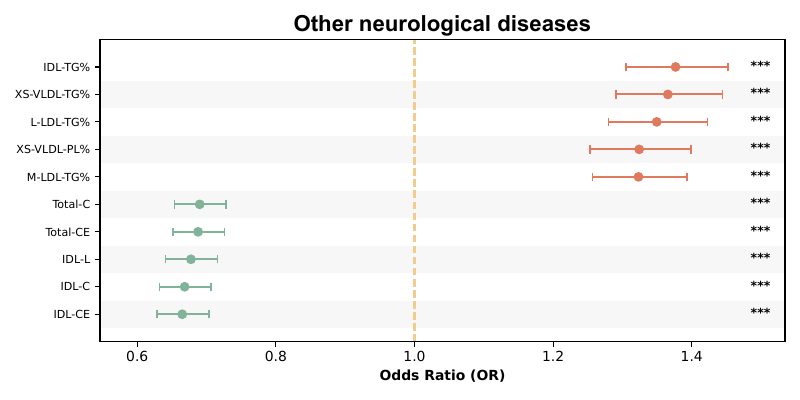 Other neurological diseases
IDL-TG% ***
XS-VLDL-TG% ***
L-LDL-TG% ***
XS-VLDL-PL% ***
M-LDL-TG% ***
Total-C ***
Total-CE ***
IDL-L ***
IDL-C ***
IDL-CE ***
0.6 0.8 1.0 1.2 1.4
Odds Ratio (OR)